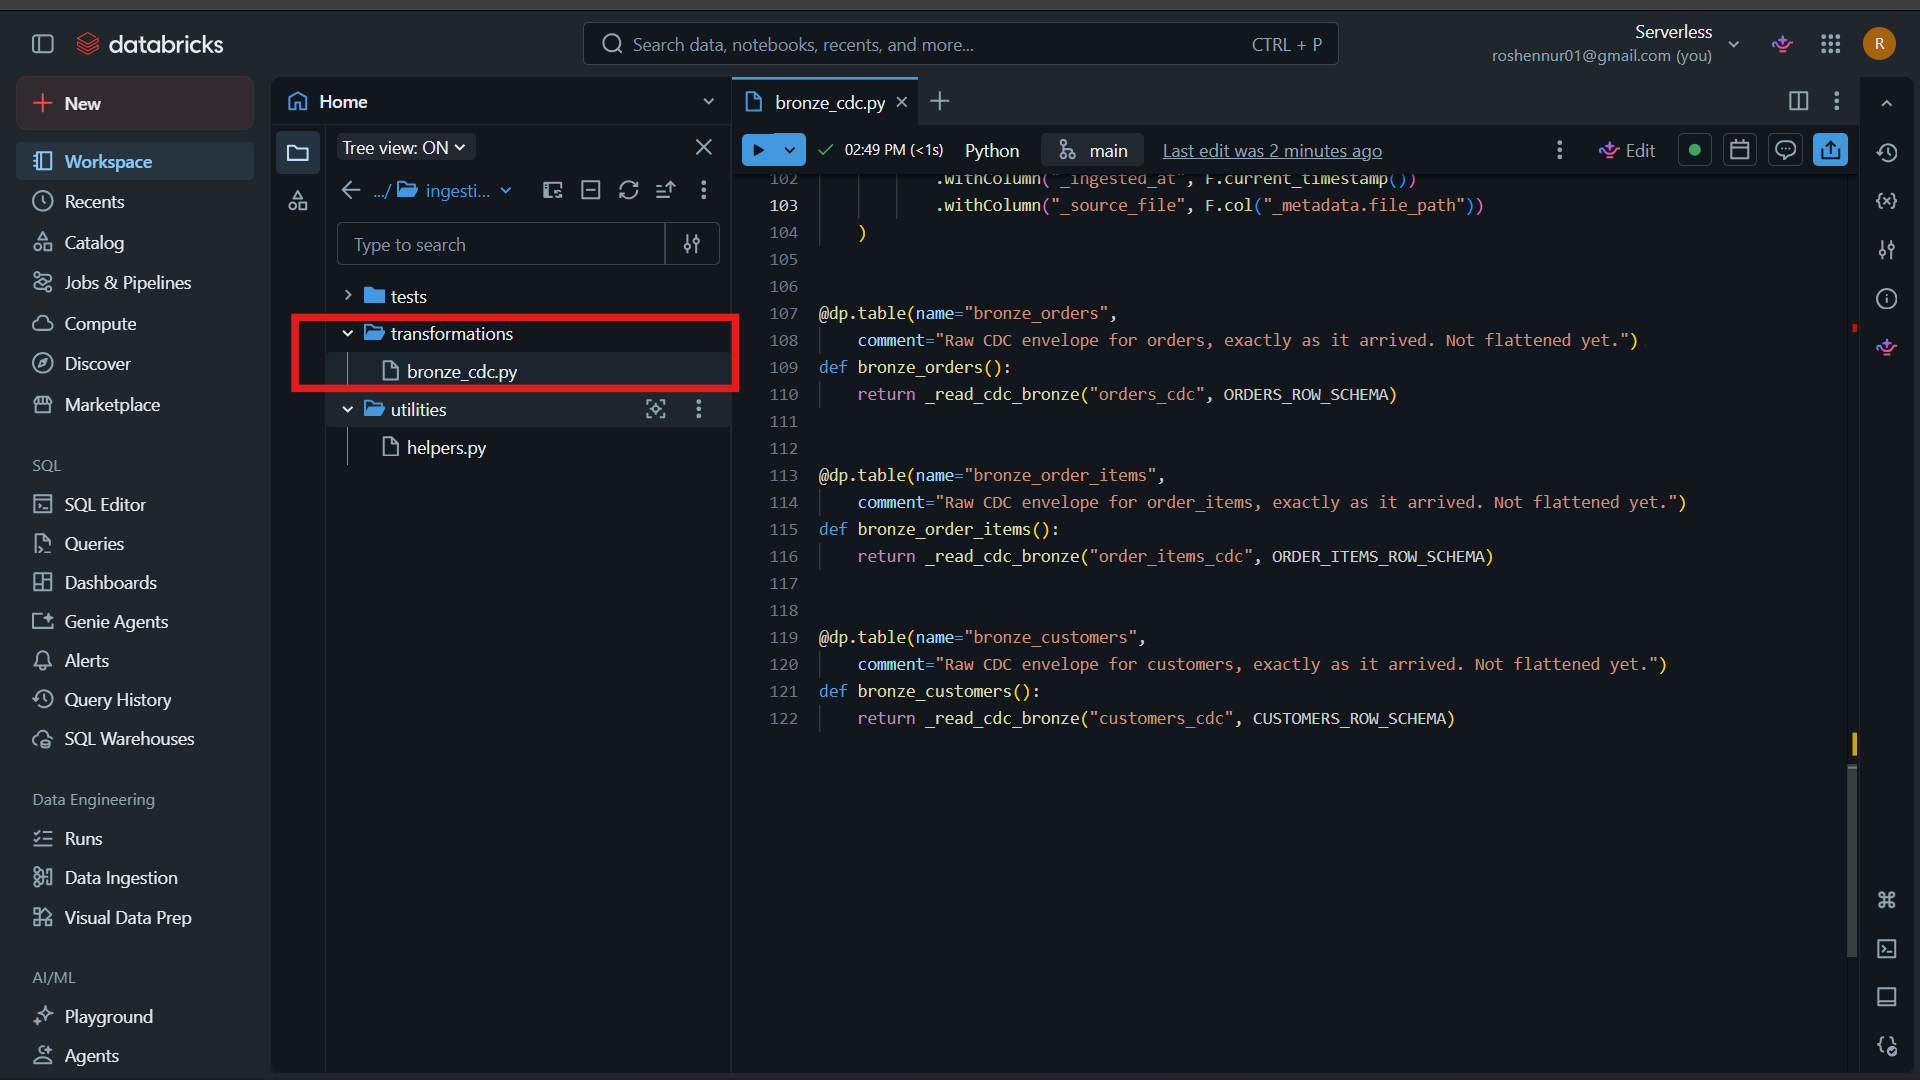 databricks
Search data, notebooks, recents, and more...
CTRL + P
Serverless
roshennur01@gmail.com (you)
R
New
Workspace
Recents
Catalog
Jobs & Pipelines
Compute
Discover
Marketplace
SQL
SQL Editor
Queries
Dashboards
Genie Agents
Alerts
Query History
SQL Warehouses
Data Engineering
Runs
Data Ingestion
Visual Data Prep
AI/ML
Playground
Agents
Home
Tree view: ON
.../ ingesti...
Type to search
tests
transformations
bronze_cdc.py
utilities
helpers.py
bronze_cdc.py
02:49 PM (<1s)
Python
main
Last edit was 2 minutes ago
Edit
102 .withColumn("_ingested_at", F.current_timestamp())
103 .withColumn("_source_file", F.col("_metadata.file_path"))
104 )
105
106
107 @dp.table(name="bronze_orders",
108 comment="Raw CDC envelope for orders, exactly as it arrived. Not flattened yet.")
109 def bronze_orders():
110 return _read_cdc_bronze("orders_cdc", ORDERS_ROW_SCHEMA)
111
112
113 @dp.table(name="bronze_order_items",
114 comment="Raw CDC envelope for order_items, exactly as it arrived. Not flattened yet.")
115 def bronze_order_items():
116 return _read_cdc_bronze("order_items_cdc", ORDER_ITEMS_ROW_SCHEMA)
117
118
119 @dp.table(name="bronze_customers",
120 comment="Raw CDC envelope for customers, exactly as it arrived. Not flattened yet.")
121 def bronze_customers():
122 return _read_cdc_bronze("customers_cdc", CUSTOMERS_ROW_SCHEMA)